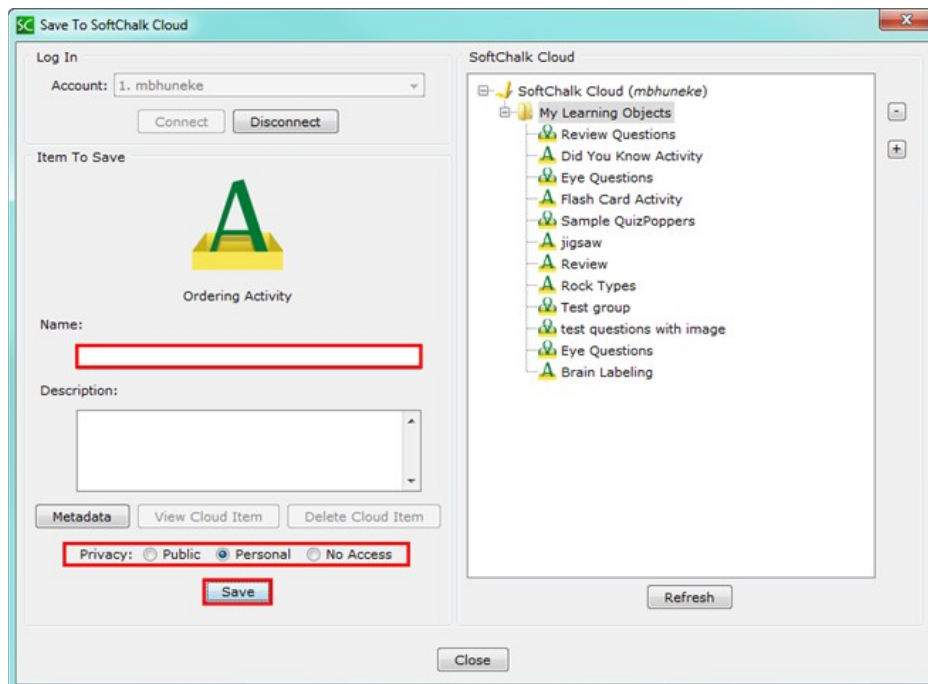 SC Save To SoftChalk Cloud
Log In
Account: 1. mbhuneke
Connect Disconnect
Item To Save
A
Ordering Activity
Name:
Description:
Metadata View Cloud Item Delete Cloud Item
Privacy: Public Personal No Access
Save
SoftChalk Cloud
SoftChalk Cloud (mbhuneke)
My Learning Objects
Review Questions
Did You Know Activity
Eye Questions
Flash Card Activity
Sample QuizPoppers
jigsaw
Review
Rock Types
Test group
test questions with image
Eye Questions
Brain Labeling
Refresh
Close